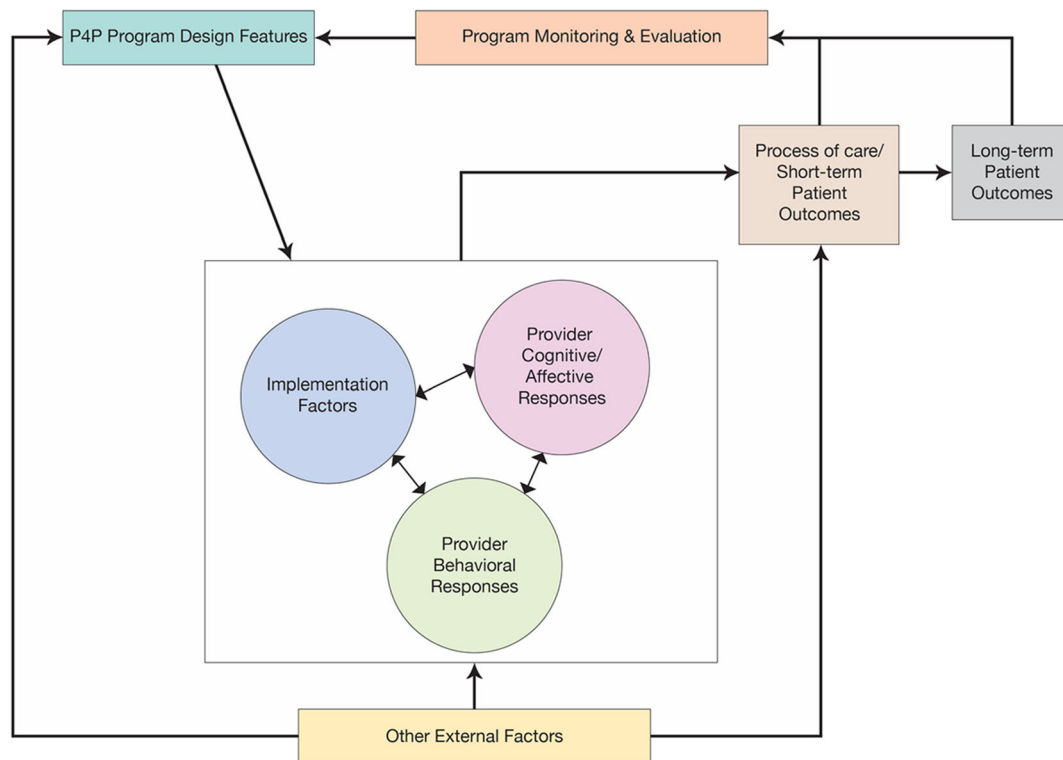 P4P Program Design Features
Program Monitoring & Evaluation
Process of care/
Short-term
Patient
Outcomes
Long-term
Patient
Outcomes
Implementation
Factors
Provider
Cognitive/
Affective
Responses
Provider
Behavioral
Responses
Other External Factors